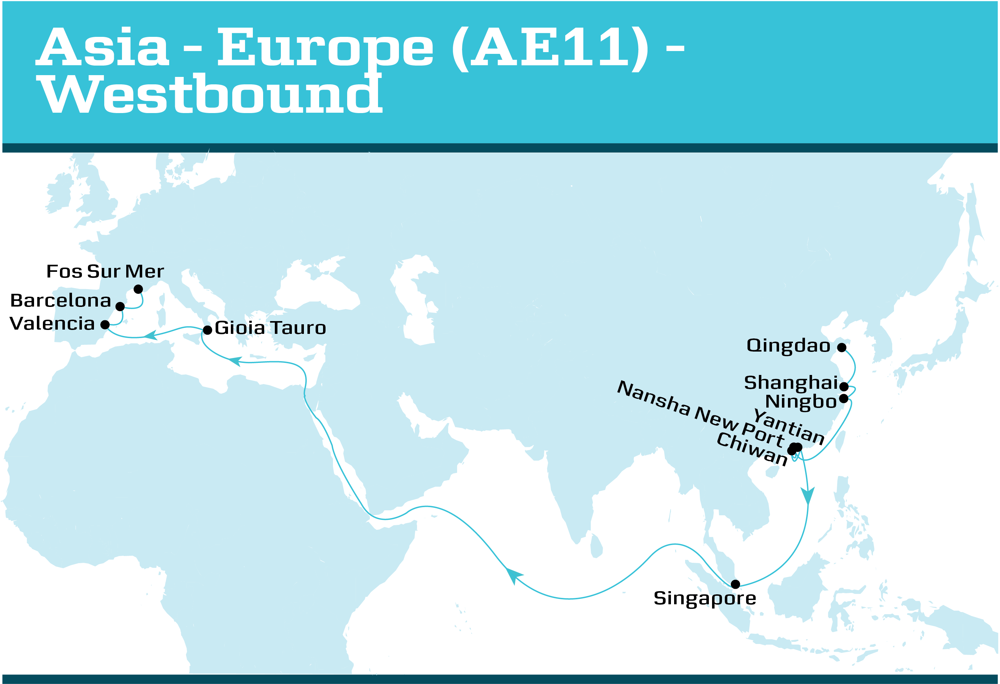 Asia - Europe (AE11) -
Westbound
Fos Sur Mer
Barcelona
Valencia
Gioia Tauro
Qingdao
Shanghai
Ningbo
Yantian
Nansha New Port
Chiwan
Singapore